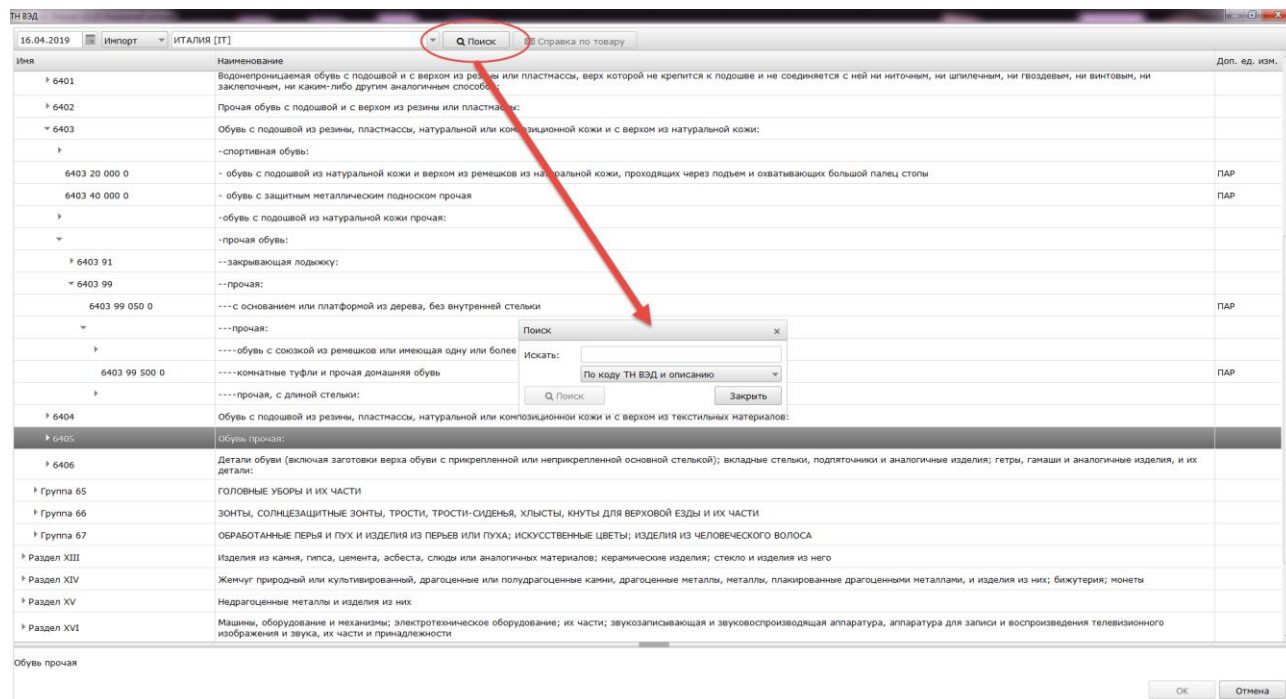 ТН ВЭД
16.04.2019 Импорт ИТАЛИЯ [IT] Поиск Справка по товару
Имя Наименование Доп. ед. изм.
6401 Водонепроницаемая обувь с подошвой и с верхом из резины или пластмассы, верх которой не крепится к подошве и не соединяется с ней ни ниточным, ни шпилечным, ни гвоздевым, ни винтовым, ни
заклепочным, ни каким-либо другим аналогичным способом:
6402 Прочая обувь с подошвой и с верхом из резины или пластмассы:
6403 Обувь с подошвой из резины, пластмассы, натуральной или композиционной кожи и с верхом из натуральной кожи:
-спортивная обувь:
6403 20 000 0 - обувь с подошвой из натуральной кожи и верхом из ремешков из натуральной кожи, проходящих через подъем и охватывающих большой палец стопы ПАР
6403 40 000 0 - обувь с защитным металлическим подноском прочая ПАР
-обувь с подошвой из натуральной кожи прочая:
-прочая обувь:
6403 91 --закрывающая лодыжку:
6403 99 --прочая:
6403 99 050 0 ---с основанием или платформой из дерева, без внутренней стельки ПАР
---прочая:
----обувь с союзкой из ремешков или имеющая одну или более
6403 99 500 0 ----комнатные туфли и прочая домашняя обувь ПАР
----прочая, с длиной стельки:
Поиск
Искать:
По коду ТН ВЭД и описанию
Поиск Закрыть
6404 Обувь с подошвой из резины, пластмассы, натуральной или композиционной кожи и с верхом из текстильных материалов:
6405 Обувь прочая:
6406 Детали обуви (включая заготовки верха обуви с прикрепленной или неприкрепленной основной стелькой); вкладные стельки, подпяточники и аналогичные изделия; гетры, гамаши и аналогичные изделия, и их
детали:
Группа 65 ГОЛОВНЫЕ УБОРЫ И ИХ ЧАСТИ
Группа 66 ЗОНТЫ, СОЛНЦЕЗАЩИТНЫЕ ЗОНТЫ, ТРОСТИ, ТРОСТИ-СИДЕНЬЯ, ХЛЫСТЫ, КНУТЫ ДЛЯ ВЕРХОВОЙ ЕЗДЫ И ИХ ЧАСТИ
Группа 67 ОБРАБОТАННЫЕ ПЕРЬЯ И ПУХ И ИЗДЕЛИЯ ИЗ ПЕРЬЕВ ИЛИ ПУХА; ИСКУССТВЕННЫЕ ЦВЕТЫ; ИЗДЕЛИЯ ИЗ ЧЕЛОВЕЧЕСКОГО ВОЛОСА
Раздел XIII Изделия из камня, гипса, цемента, асбеста, слюды или аналогичных материалов; керамические изделия; стекло и изделия из него
Раздел XIV Жемчуг природный или культивированный, драгоценные или полудрагоценные камни, драгоценные металлы, металлы, плакированные драгоценными металлами, и изделия из них; бижутерия; монеты
Раздел XV Недрагоценные металлы и изделия из них
Раздел XVI Машины, оборудование и механизмы; электротехническое оборудование; их части; звукозаписывающая и звуковоспроизводящая аппаратура, аппаратура для записи и воспроизведения телевизионного
изображения и звука, их части и принадлежности
Обувь прочая
ОК Отмена